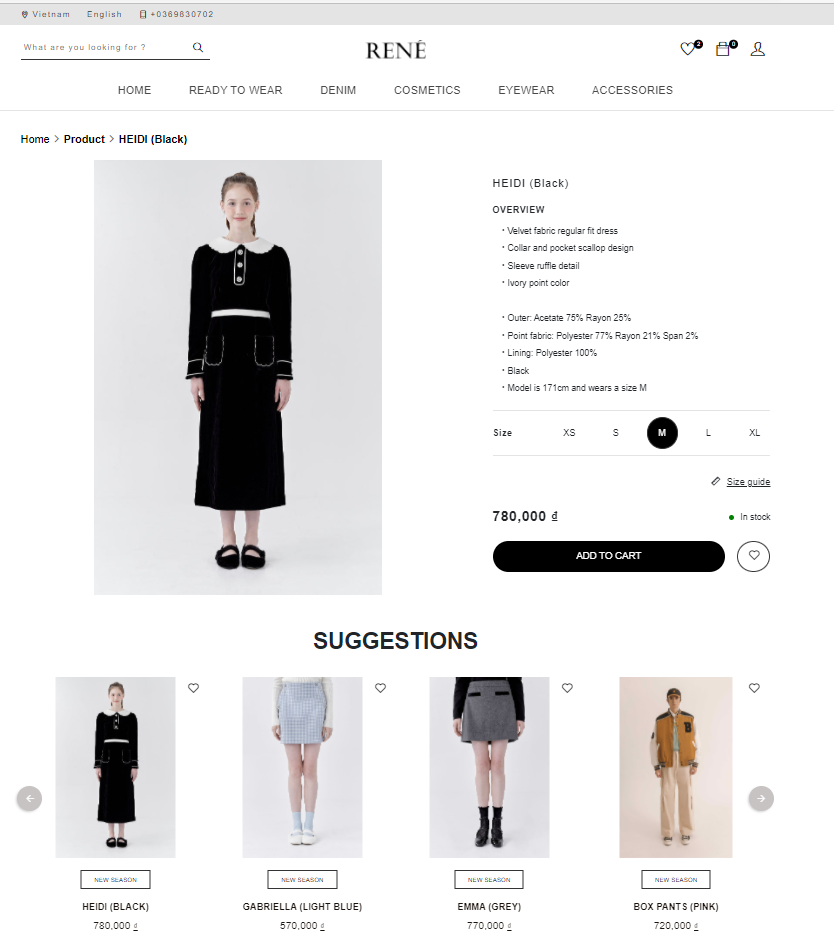 Vietnam English +0369830702
What are you looking for ?
RENÉ
2
0
HOME READY TO WEAR DENIM COSMETICS EYEWEAR ACCESSORIES
Home > Product > HEIDI (Black)
HEIDI (Black)
OVERVIEW
· Velvet fabric regular fit dress
· Collar and pocket scallop design
· Sleeve ruffle detail
· Ivory point color
· Outer: Acetate 75% Rayon 25%
· Point fabric: Polyester 77% Rayon 21% Span 2%
· Lining: Polyester 100%
· Black
· Model is 171cm and wears a size M
Size XS S M L XL
Size guide
780,000 ₫
In stock
ADD TO CART
SUGGESTIONS
B
NEW SEASON NEW SEASON NEW SEASON NEW SEASON
HEIDI (BLACK) GABRIELLA (LIGHT BLUE) EMMA (GREY) BOX PANTS (PINK)
780,000 ₫ 570,000 ₫ 770,000 ₫ 720,000 ₫